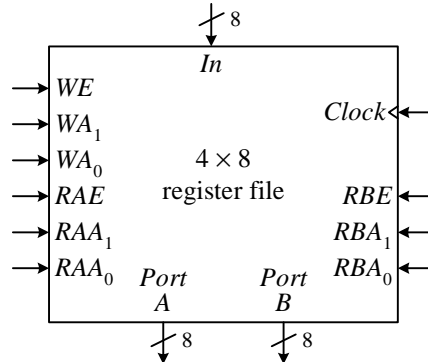 8
In
WE
Clock
WA₁
WA₀
4 × 8
register file
RAE
RBE
RAA₁
RBA₁
RAA₀
RBA₀
Port
A
Port
B
8
8